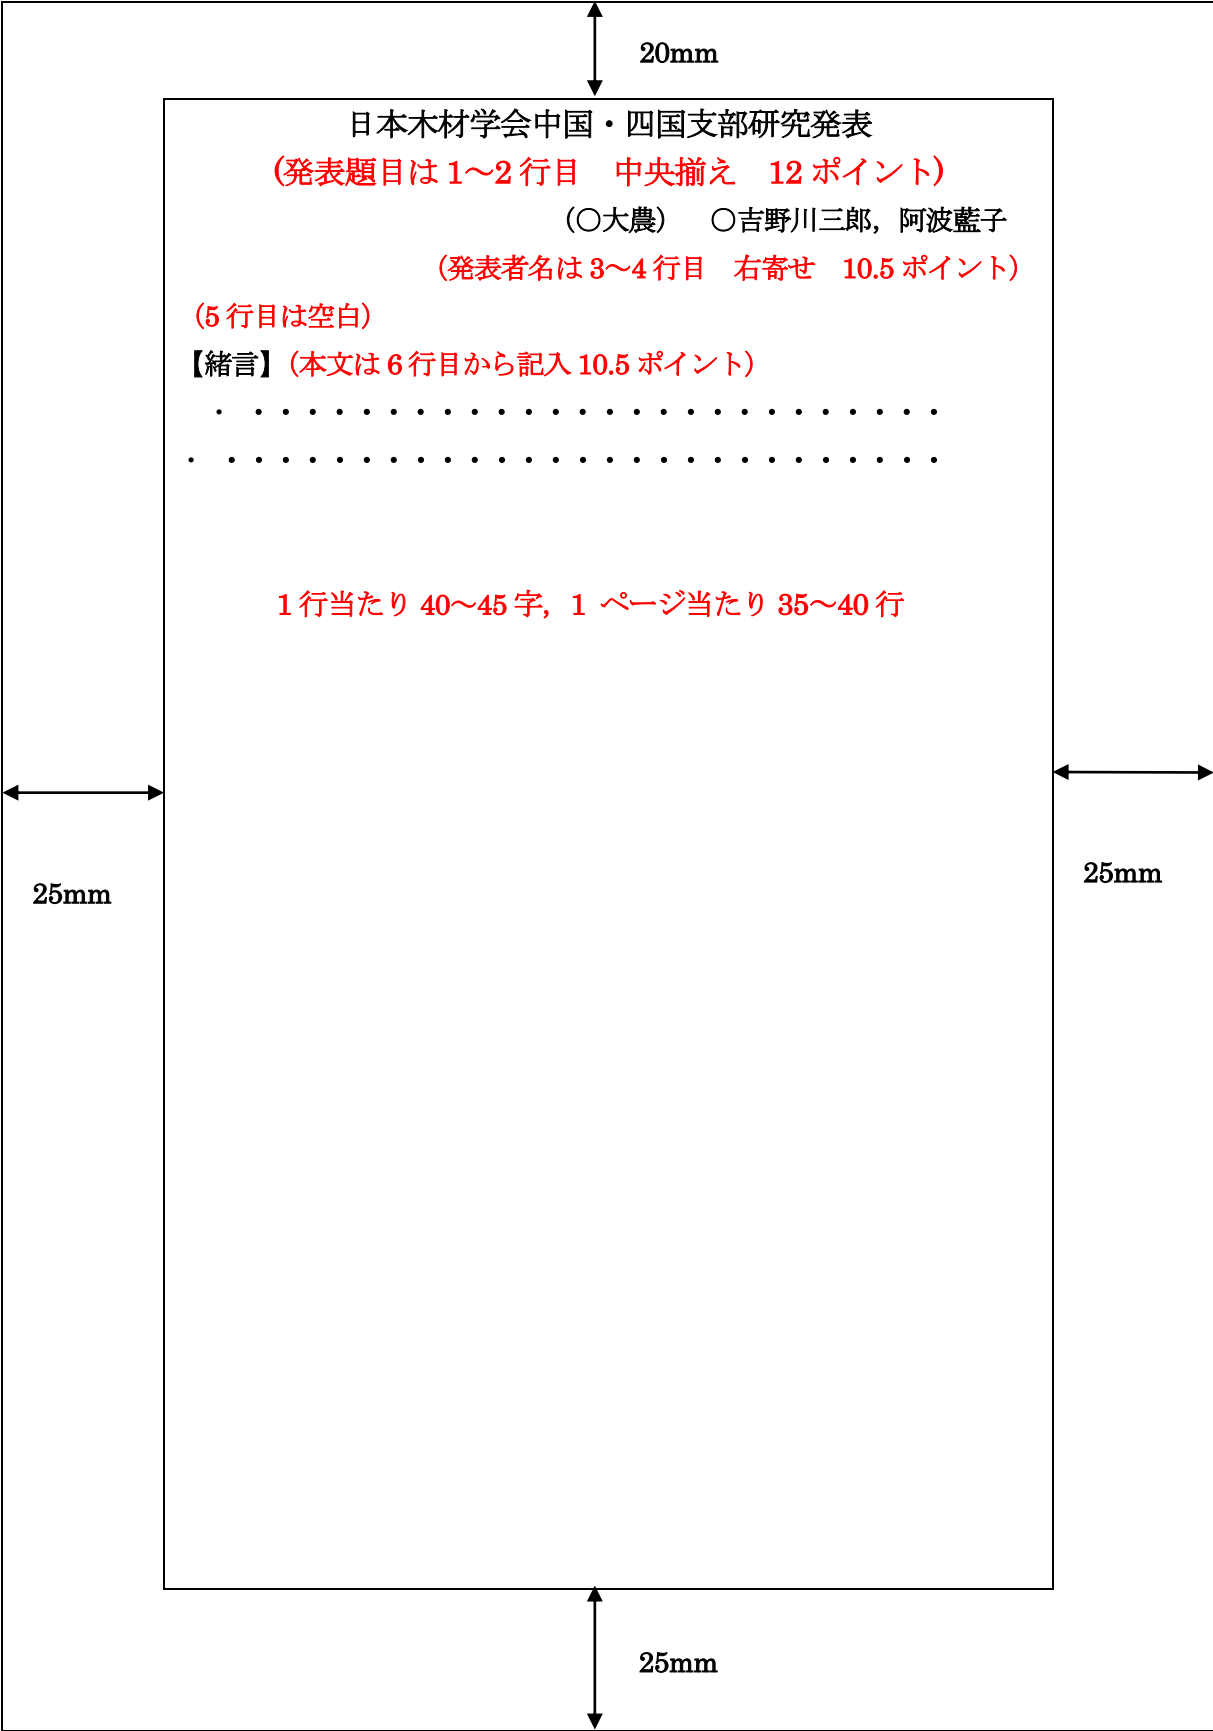 20mm
日本木材学会中国・四国支部研究発表
(発表題目は 1～2 行目　中央揃え　12 ポイント)
（○大農）　○吉野川三郎，阿波藍子
（発表者名は 3～4 行目　右寄せ　10.5 ポイント）
（5 行目は空白）
【緒言】（本文は 6 行目から記入 10.5 ポイント）
・ ・・・・・・・・・・・・・・・・・・・・・・・・・・
・ ・・・・・・・・・・・・・・・・・・・・・・・・・・・
1 行当たり 40～45 字，1 ページ当たり 35～40 行
25mm
25mm
25mm